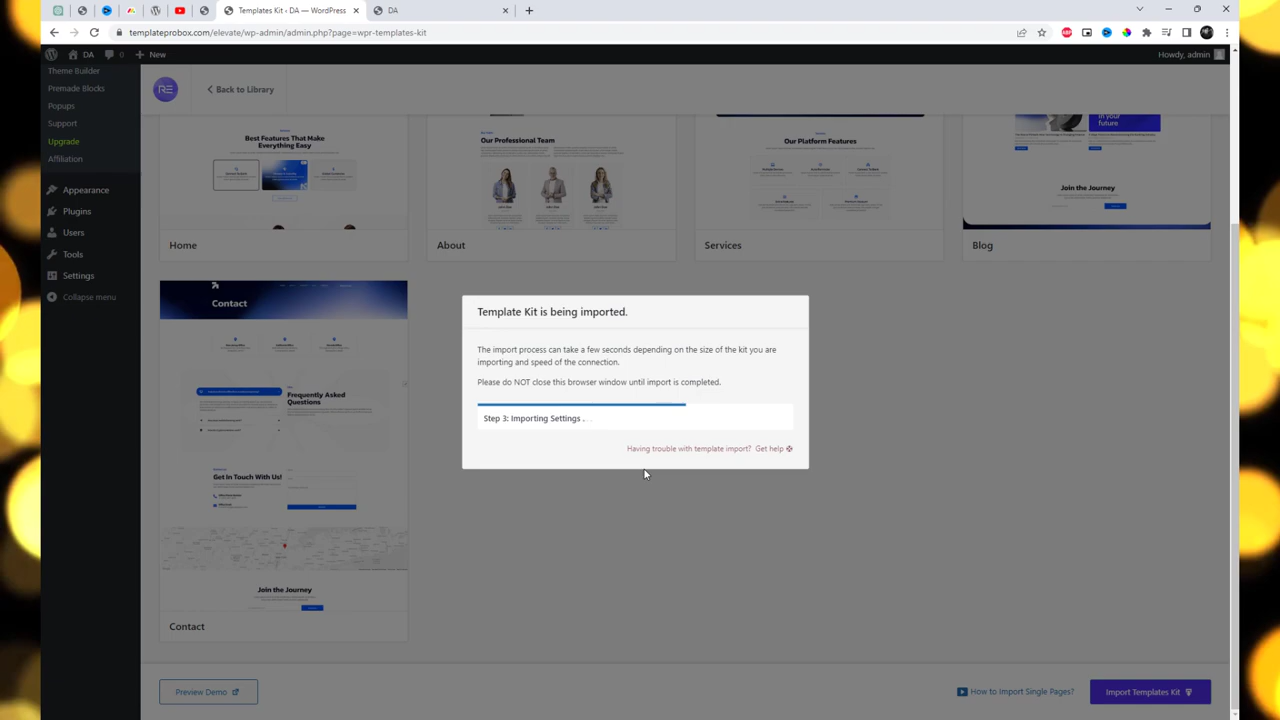 Templates Kit ‹ DA — WordPress
DA
templateprobox.com/elevate/wp-admin/admin.php?page=wpr-templates-kit
DA
0
New
Howdy, admin
Theme Builder
Premade Blocks
Popups
Support
Upgrade
Affiliation
Appearance
Plugins
Users
Tools
Settings
Collapse menu
RE
Back to Library
Best Features That Make
Everything Easy
Our Professional Team
Our Platform Features
in your
future
Join the Journey
Home
About
Services
Blog
Contact
Frequently Asked
Questions
Get In Touch With Us!
Join the Journey
Contact
Template Kit is being imported.
The import process can take a few seconds depending on the size of the kit you are
importing and speed of the connection.
Please do NOT close this browser window until import is completed.
Step 3: Importing Settings .
Having trouble with template import? Get help
Preview Demo
How to Import Single Pages?
Import Templates Kit